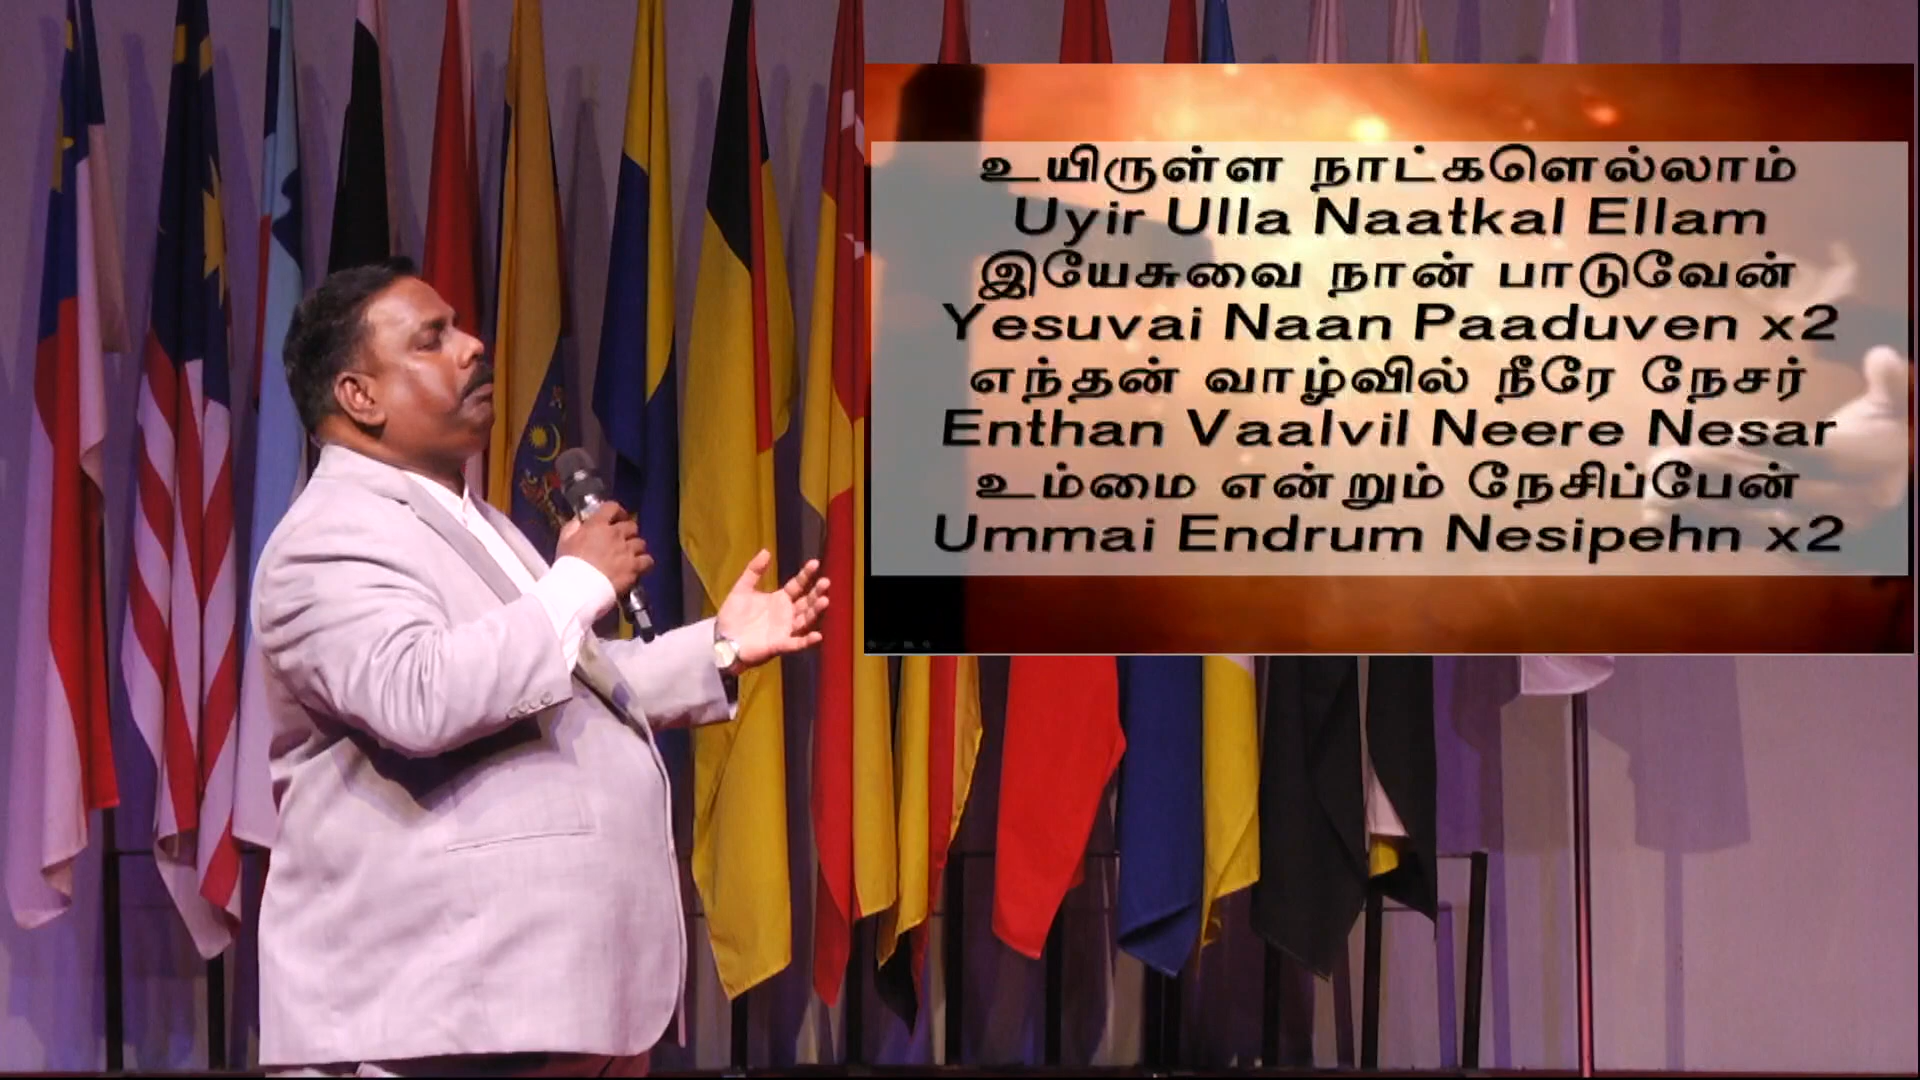 உயிருள்ள நாட்களெல்லாம்
Uyir Ulla Naatkal Ellam
இயேசுவை நான் பாடுவேன்
Yesuvai Naan Paaduven x2
எந்தன் வாழ்வில் நீரே நேசர்
Enthan Vaalvil Neere Nesar
உம்மை என்றும் நேசிப்பேன்
Ummai Endrum Nesipehn x2